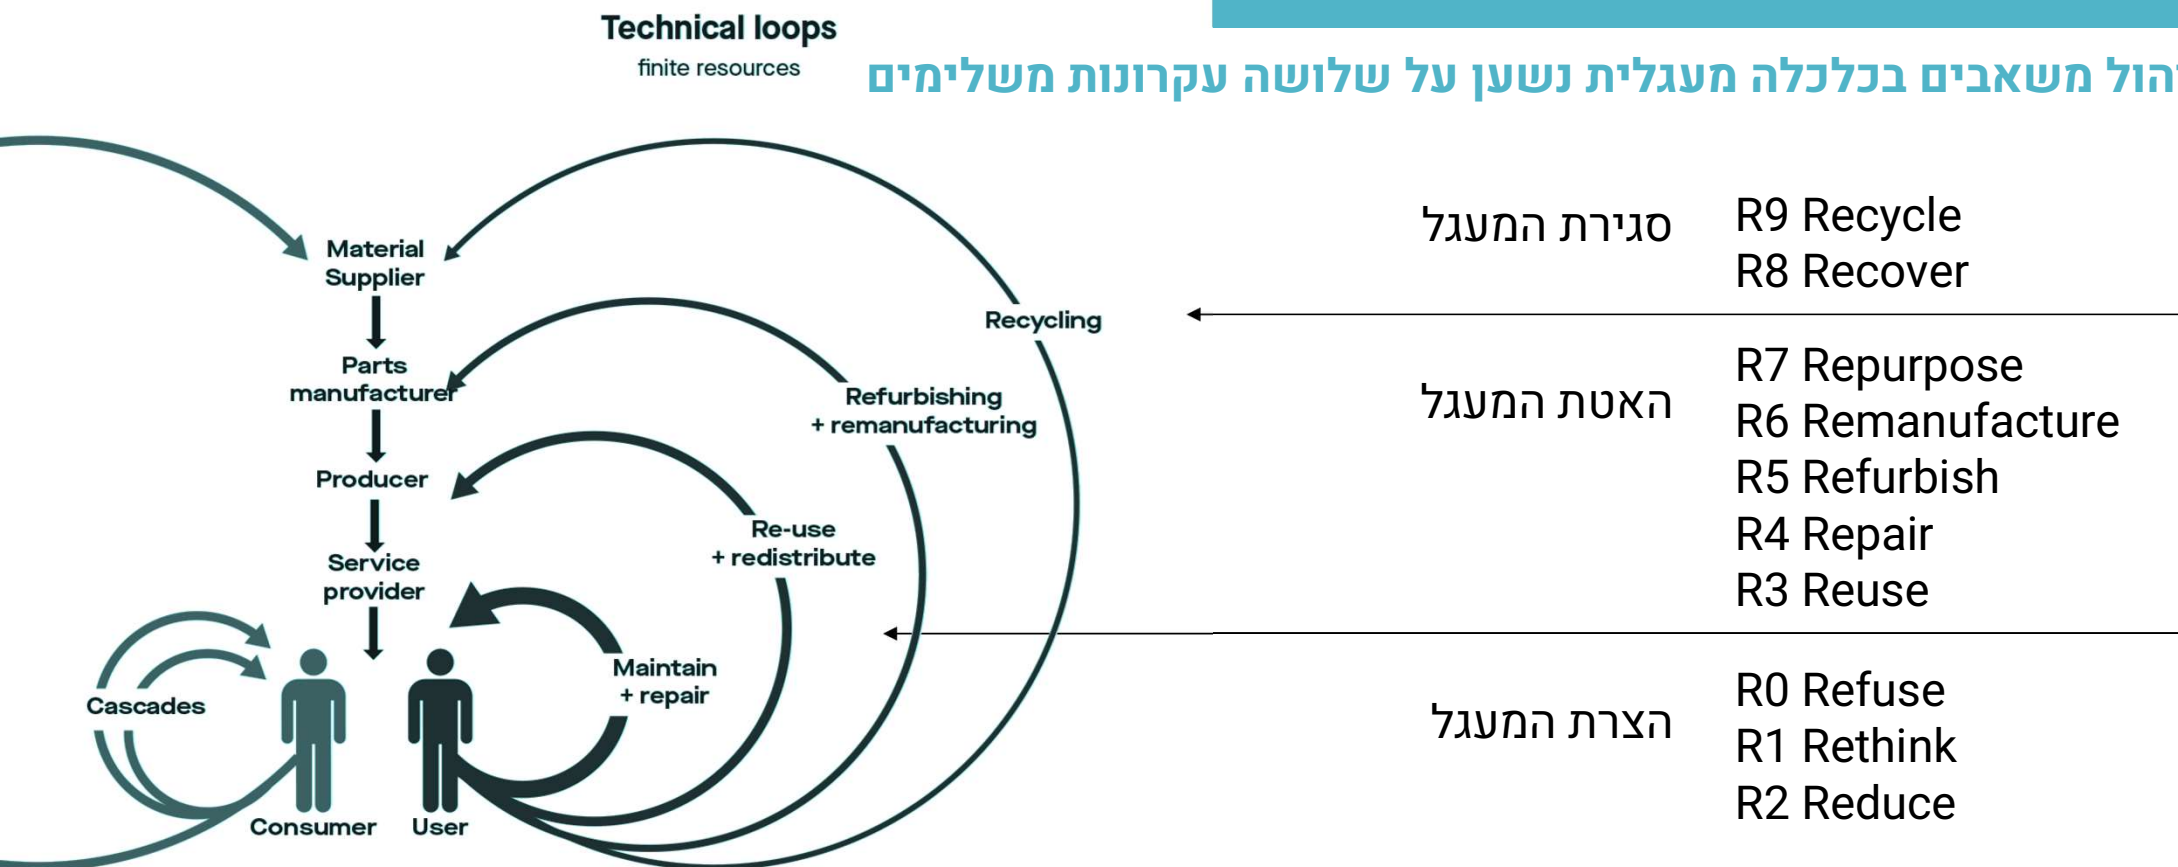 Technical loops
finite resources
משאבים בכלכלה מעגלית נשען על שלושה עקרונות משלימים
Material
Supplier
Parts
manufacturer
Producer
Service
provider
Cascades
Consumer
User
Maintain
+ repair
Re-use
+ redistribute
Refurbishing
+ remanufacturing
Recycling
סגירת המעגל
R9 Recycle
R8 Recover
האטת המעגל
R7 Repurpose
R6 Remanufacture
R5 Refurbish
R4 Repair
R3 Reuse
הצרת המעגל
R0 Refuse
R1 Rethink
R2 Reduce